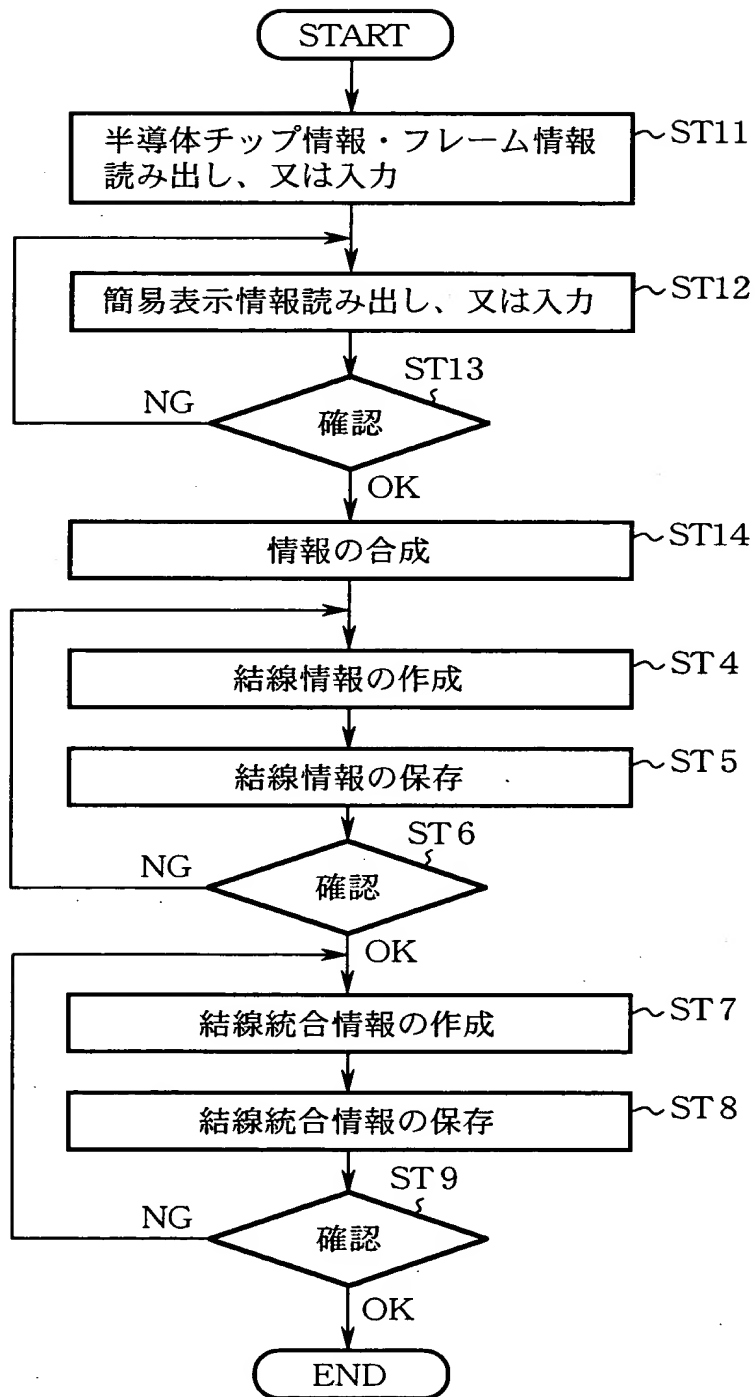 START
半導体チップ情報・フレーム情報
読み出し、又は入力
ST11
簡易表示情報読み出し、又は入力
ST12
ST13
確認
NG
OK
情報の合成
ST14
結線情報の作成
ST4
結線情報の保存
ST5
ST6
確認
NG
OK
結線統合情報の作成
ST7
結線統合情報の保存
ST8
ST9
確認
NG
OK
END